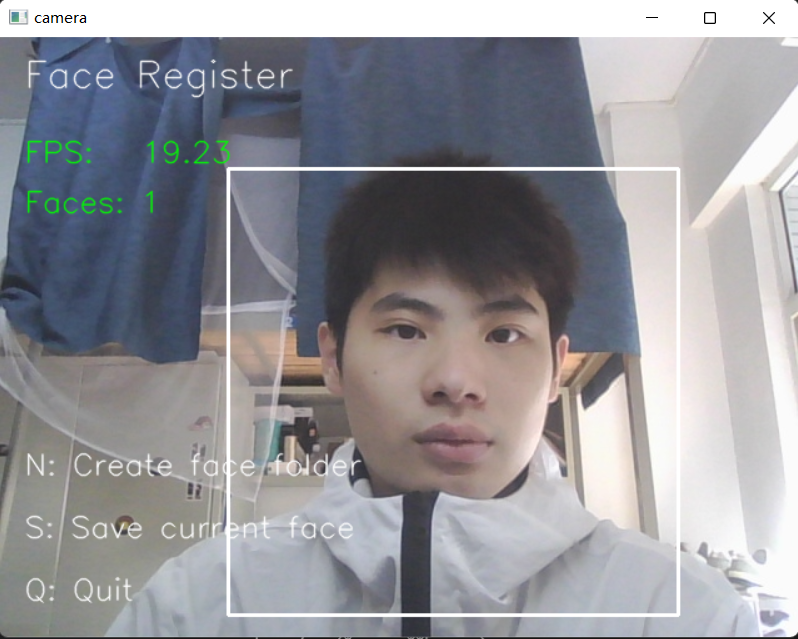 camera
Face Register
FPS: 19.23
Faces: 1
N: Create face folder
S: Save current face
Q: Quit